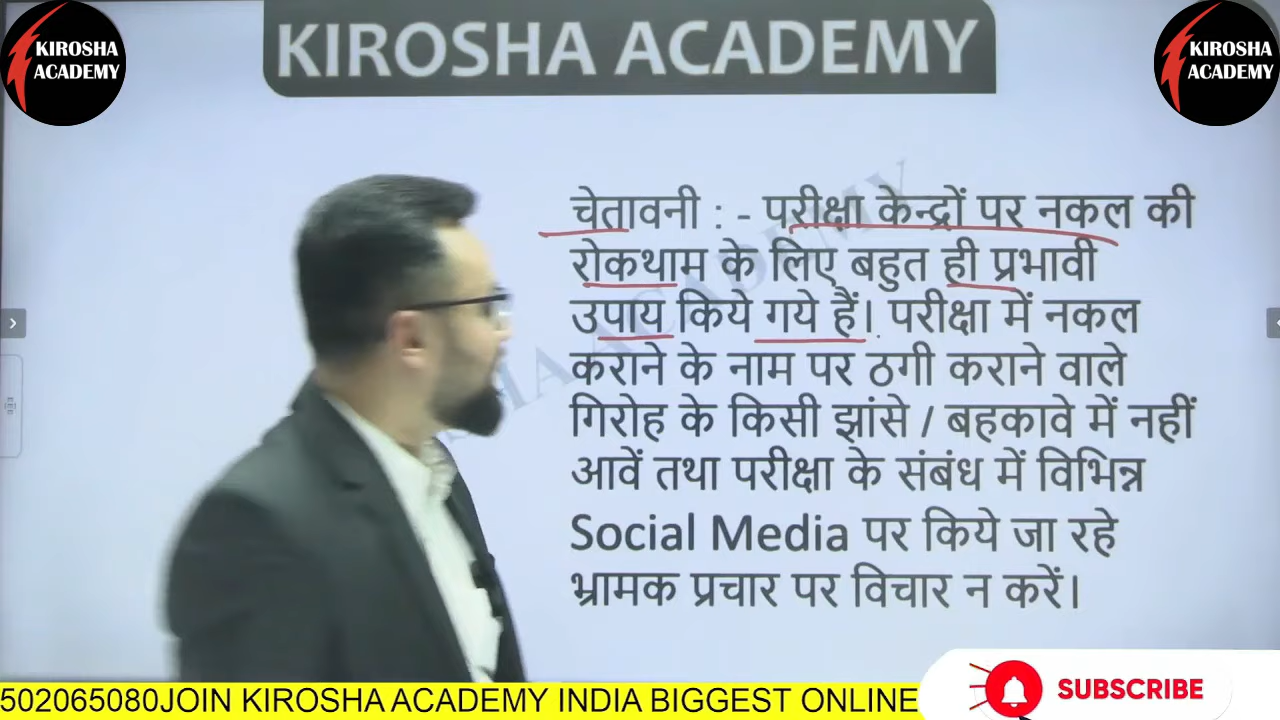 KIROSHA ACADEMY
KIROSHA
ACADEMY
KIROSHA
ACADEMY
चेतावनी : - परीक्षा केन्द्रों पर नकल की
रोकथाम के लिए बहुत ही प्रभावी
उपाय किये गये हैं। परीक्षा में नकल
कराने के नाम पर ठगी कराने वाले
गिरोह के किसी झांसे / बहकावे में नहीं
आवें तथा परीक्षा के संबंध में विभिन्न
Social Media पर किये जा रहे
भ्रामक प्रचार पर विचार न करें।
502065080JOIN KIROSHA ACADEMY INDIA BIGGEST ONLINE
SUBSCRIBE